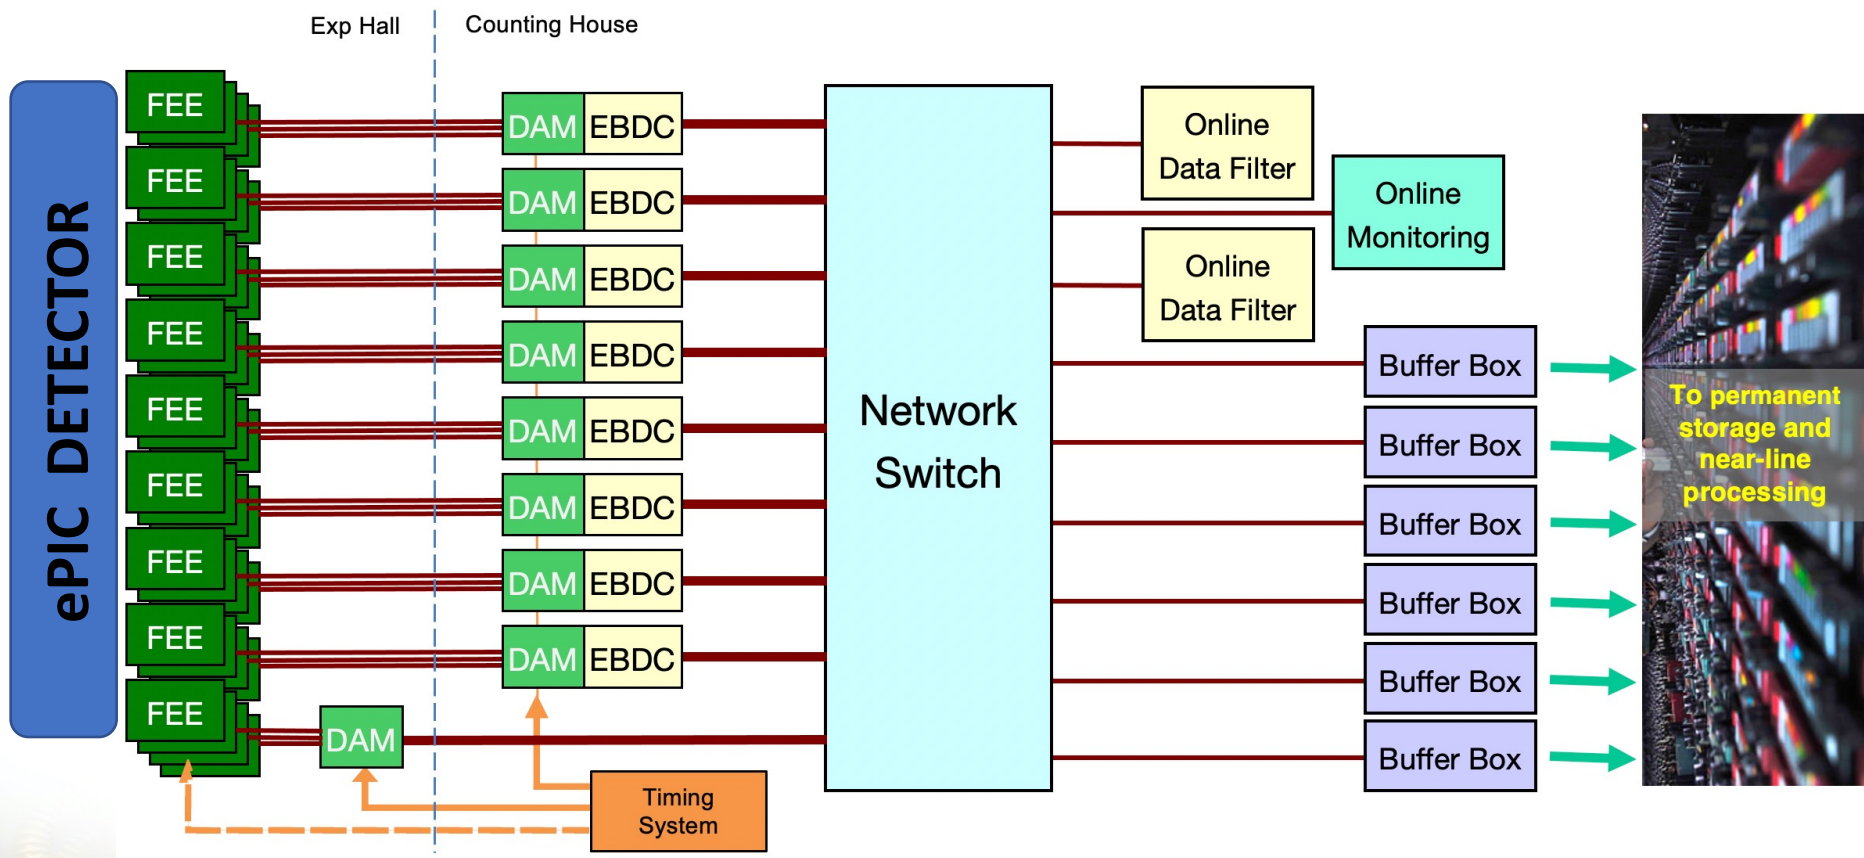 Exp Hall
Counting House
ePIC DETECTOR
FEE
FEE
FEE
FEE
FEE
FEE
FEE
FEE
FEE
DAM
DAM EBDC
DAM EBDC
DAM EBDC
DAM EBDC
DAM EBDC
DAM EBDC
DAM EBDC
DAM EBDC
Timing
System
Network
Switch
Online
Data Filter
Online
Monitoring
Online
Data Filter
Buffer Box
Buffer Box
Buffer Box
Buffer Box
Buffer Box
Buffer Box
To permanent
storage and
near-line
processing